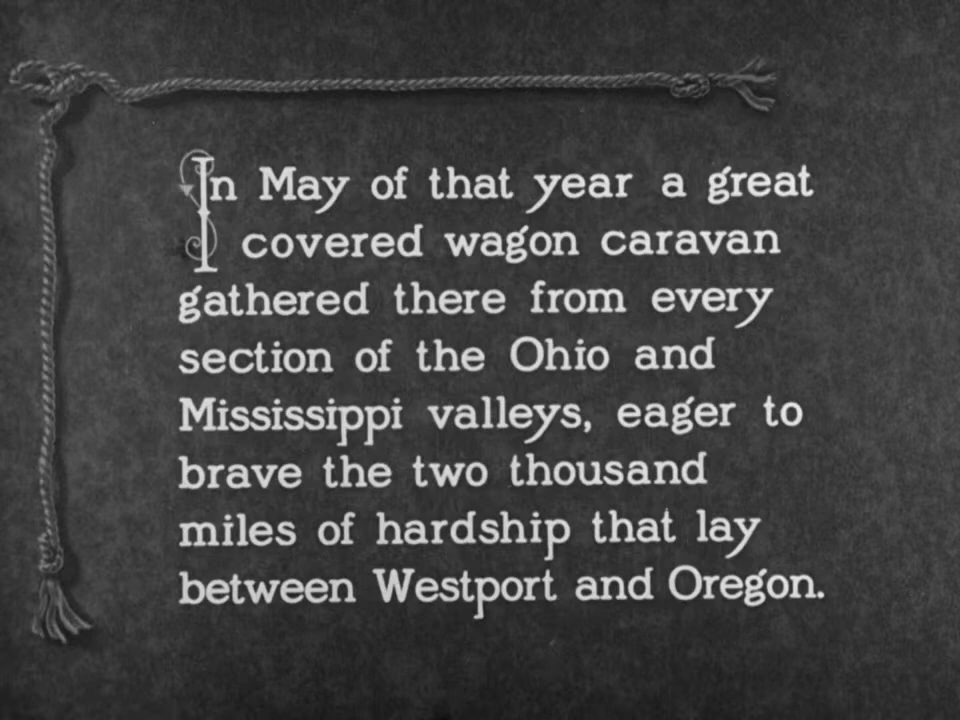 In May of that year a great
covered wagon caravan
gathered there from every
section of the Ohio and
Mississippi valleys, eager to
brave the two thousand
miles of hardship that lay
between Westport and Oregon.